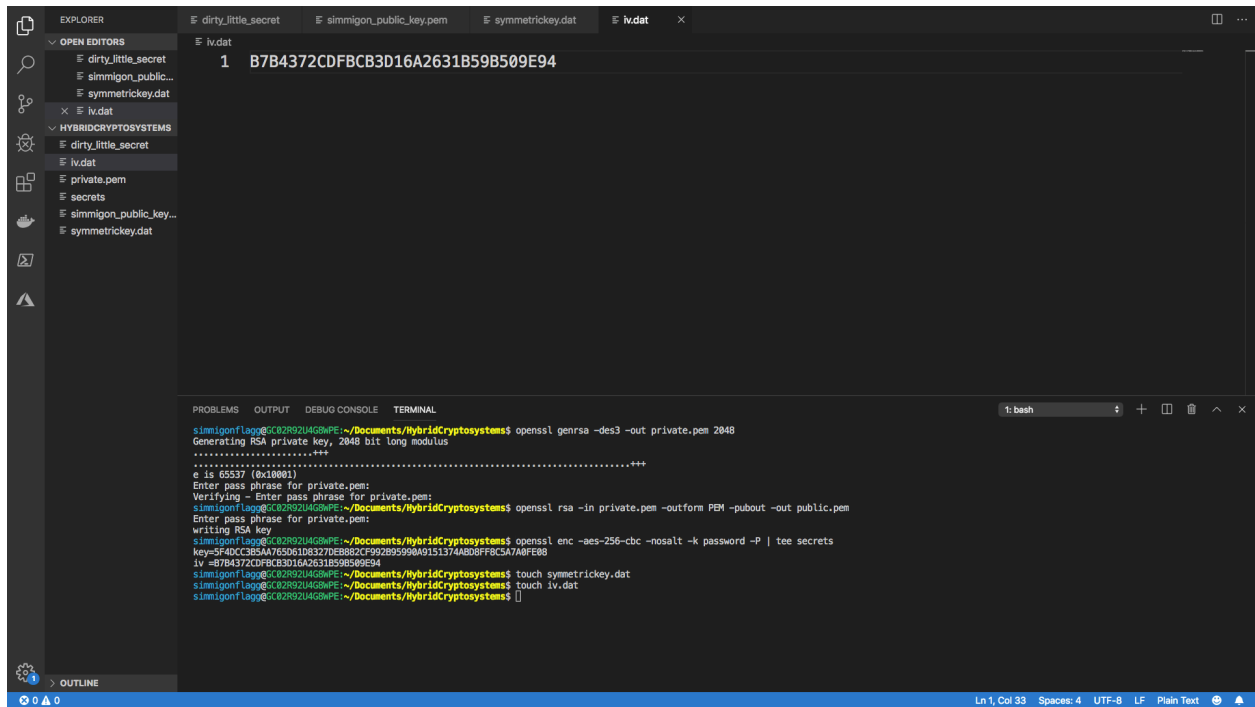 EXPLORER
dirty_little_secret simmigon_public_key.pem symmetrickey.dat iv.dat
OPEN EDITORS
dirty_little_secret
simmigon_public...
symmetrickey.dat
iv.dat
HYBRIDCRYPTOSYSTEMS
dirty_little_secret
iv.dat
private.pem
secrets
simmigon_public_key...
symmetrickey.dat
iv.dat
1 B7B4372CDFBCB3D16A2631B59B509E94
PROBLEMS OUTPUT DEBUG CONSOLE TERMINAL 1: bash
simmigonflagg@GC02R92U4G8WPE:~/Documents/HybridCryptosystems$ openssl genrsa -des3 -out private.pem 2048
Generating RSA private key, 2048 bit long modulus
.......................+++
....................................................................................+++
e is 65537 (0x10001)
Enter pass phrase for private.pem:
Verifying - Enter pass phrase for private.pem:
simmigonflagg@GC02R92U4G8WPE:~/Documents/HybridCryptosystems$ openssl rsa -in private.pem -outform PEM -pubout -out public.pem
Enter pass phrase for private.pem:
writing RSA key
simmigonflagg@GC02R92U4G8WPE:~/Documents/HybridCryptosystems$ openssl enc -aes-256-cbc -nosalt -k password -P | tee secrets
key=5F4DCC3B5AA765D61D8327DEB882CF992B95990A9151374ABD8FF8C5A7A0FE08
iv =B7B4372CDFBCB3D16A2631B59B509E94
simmigonflagg@GC02R92U4G8WPE:~/Documents/HybridCryptosystems$ touch symmetrickey.dat
simmigonflagg@GC02R92U4G8WPE:~/Documents/HybridCryptosystems$ touch iv.dat
simmigonflagg@GC02R92U4G8WPE:~/Documents/HybridCryptosystems$
1
OUTLINE
0 0 Ln 1, Col 33 Spaces: 4 UTF-8 LF Plain Text